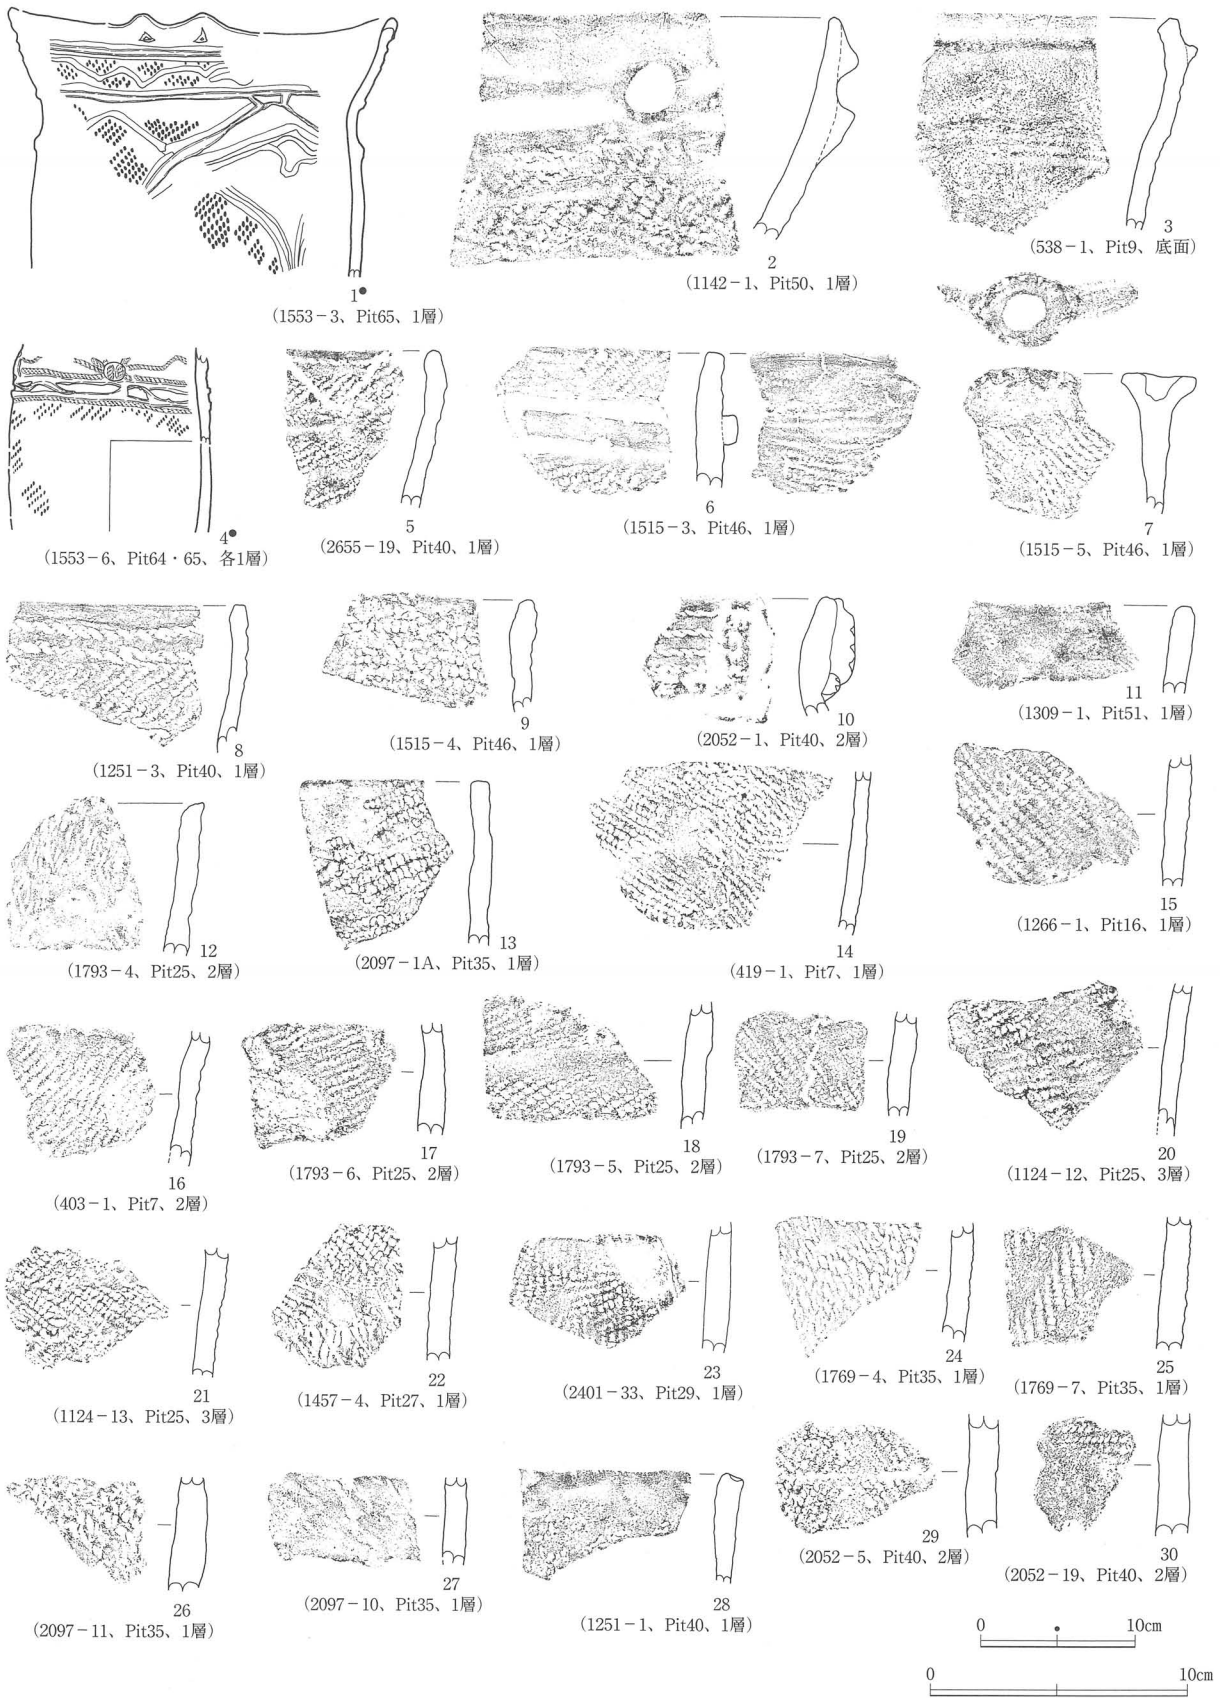 1●
(1553-3、Pit65、1層)
2
(1142-1、Pit50、1層)
3
(538-1、Pit9、底面)
4●
(1553-6、Pit64・65、各1層)
5
(2655-19、Pit40、1層)
6
(1515-3、Pit46、1層)
7
(1515-5、Pit46、1層)
8
(1251-3、Pit40、1層)
9
(1515-4、Pit46、1層)
10
(2052-1、Pit40、2層)
11
(1309-1、Pit51、1層)
12
(1793-4、Pit25、2層)
13
(2097-1A、Pit35、1層)
14
(419-1、Pit7、1層)
15
(1266-1、Pit16、1層)
16
(403-1、Pit7、2層)
17
(1793-6、Pit25、2層)
18
(1793-5、Pit25、2層)
19
(1793-7、Pit25、2層)
20
(1124-12、Pit25、3層)
21
(1124-13、Pit25、3層)
22
(1457-4、Pit27、1層)
23
(2401-33、Pit29、1層)
24
(1769-4、Pit35、1層)
25
(1769-7、Pit35、1層)
26
(2097-11、Pit35、1層)
27
(2097-10、Pit35、1層)
28
(1251-1、Pit40、1層)
29
(2052-5、Pit40、2層)
30
(2052-19、Pit40、2層)
0 ● 10cm
0 10cm